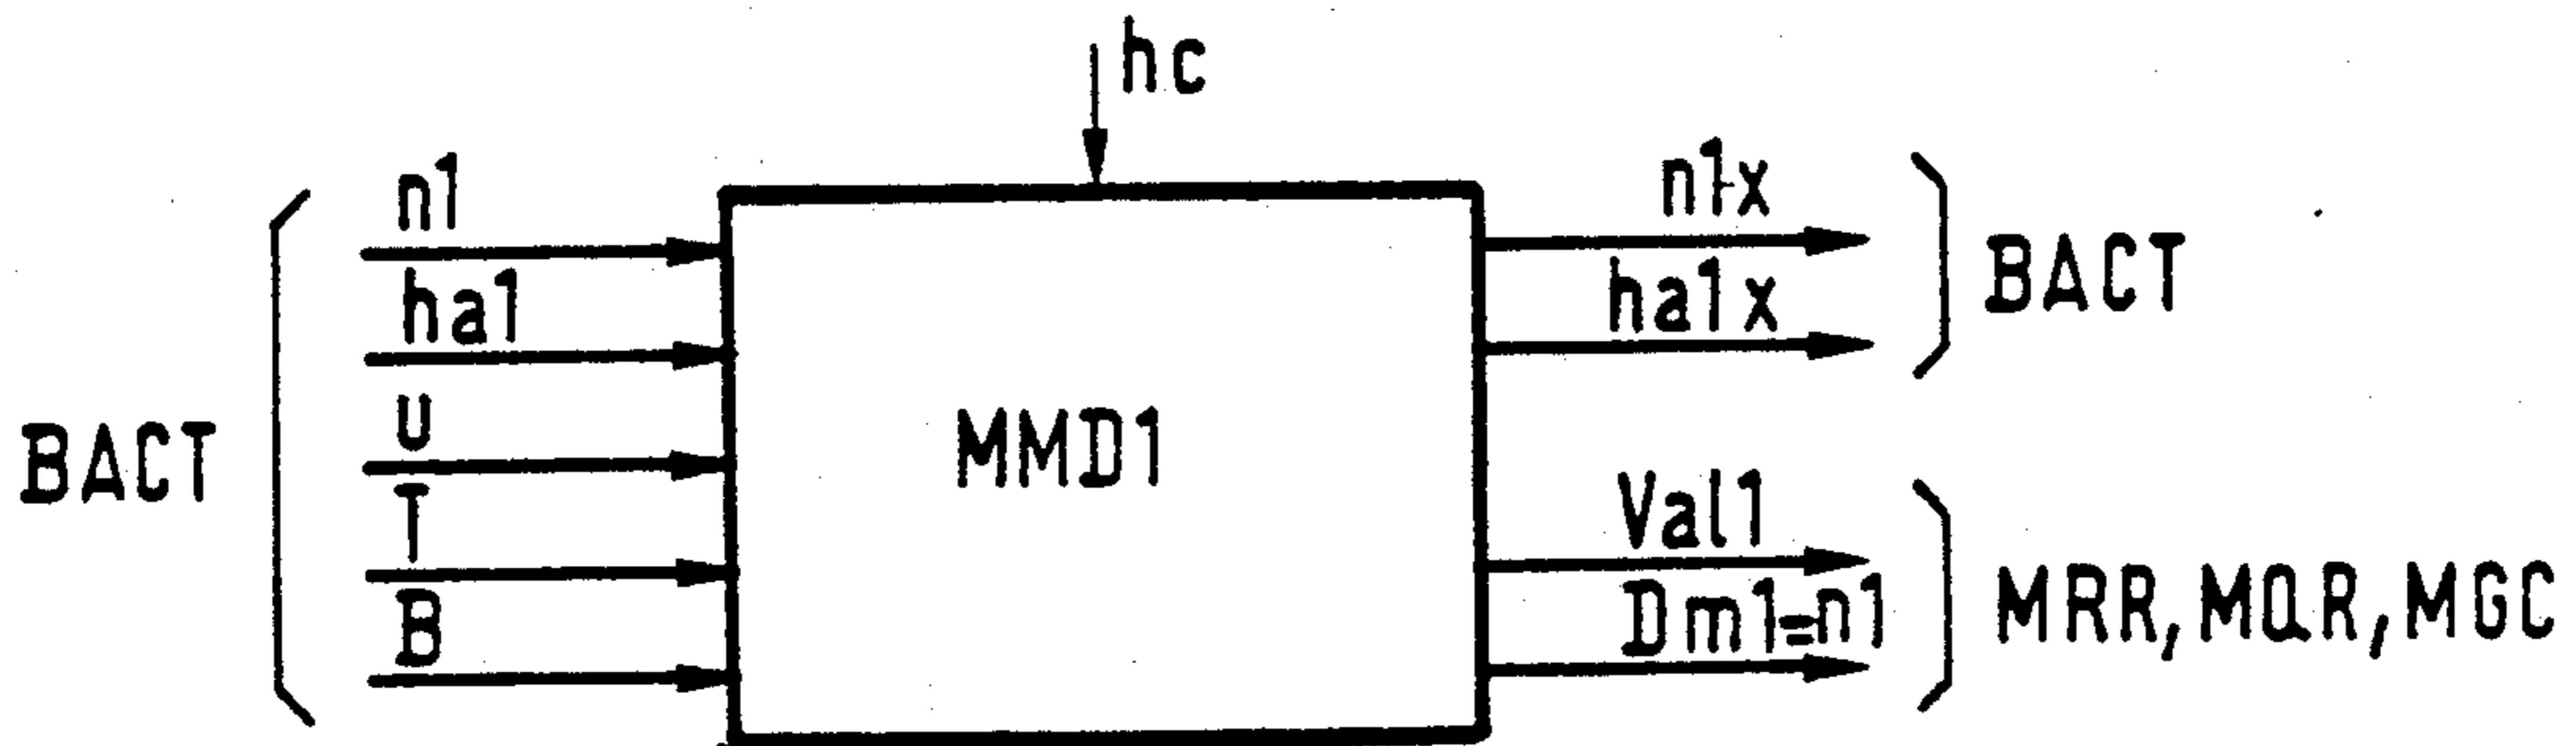 hc
n1
ha1
U
T
B
BACT
MMD1
n1x
ha1x
BACT
Val1
Dm1=n1
MRR,MQR,MGC